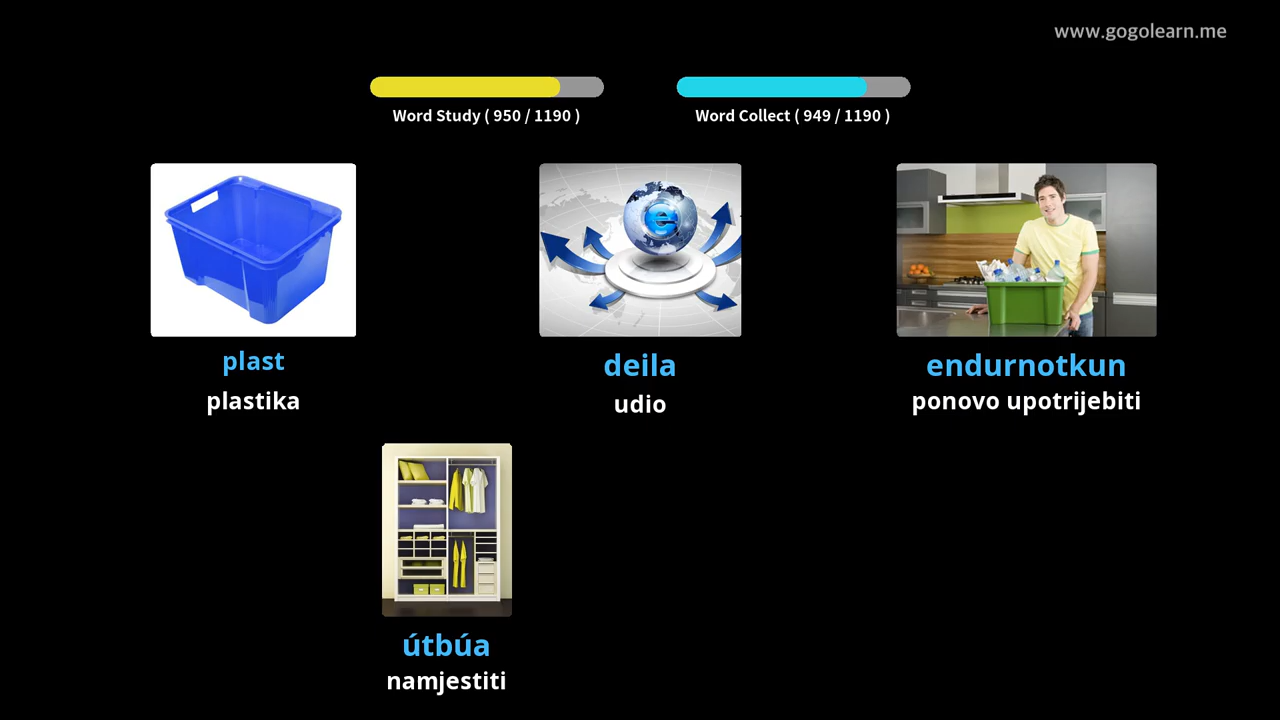 www.gogolearn.me
Word Study ( 950 / 1190 )
Word Collect ( 949 / 1190 )
e
plast
plastika
deila
udio
endurnotkun
ponovo upotrijebiti
útbúa
namjestiti